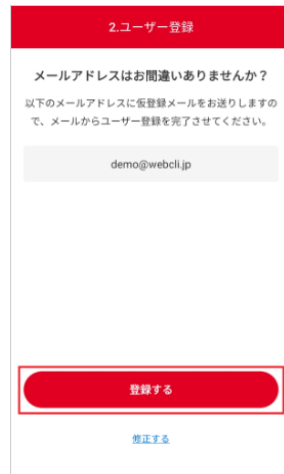 2.ユーザー登録
メールアドレスはお間違いありませんか？
以下のメールアドレスに仮登録メールをお送りしますの
で、メールからユーザー登録を完了させてください。
demo@webcli.jp
登録する
修正する